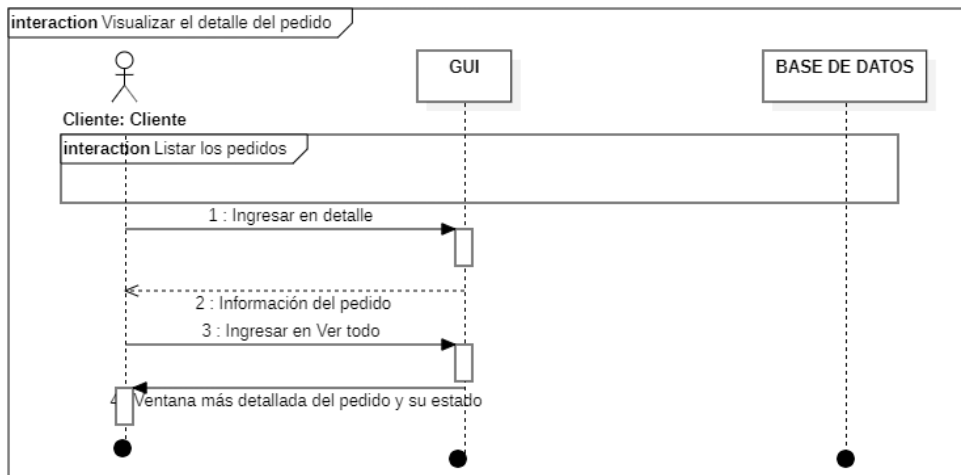 interaction Visualizar el detalle del pedido
GUI
BASE DE DATOS
Cliente: Cliente
interaction Listar los pedidos
1 : Ingresar en detalle
2 : Información del pedido
3 : Ingresar en Ver todo
4 : Ventana más detallada del pedido y su estado